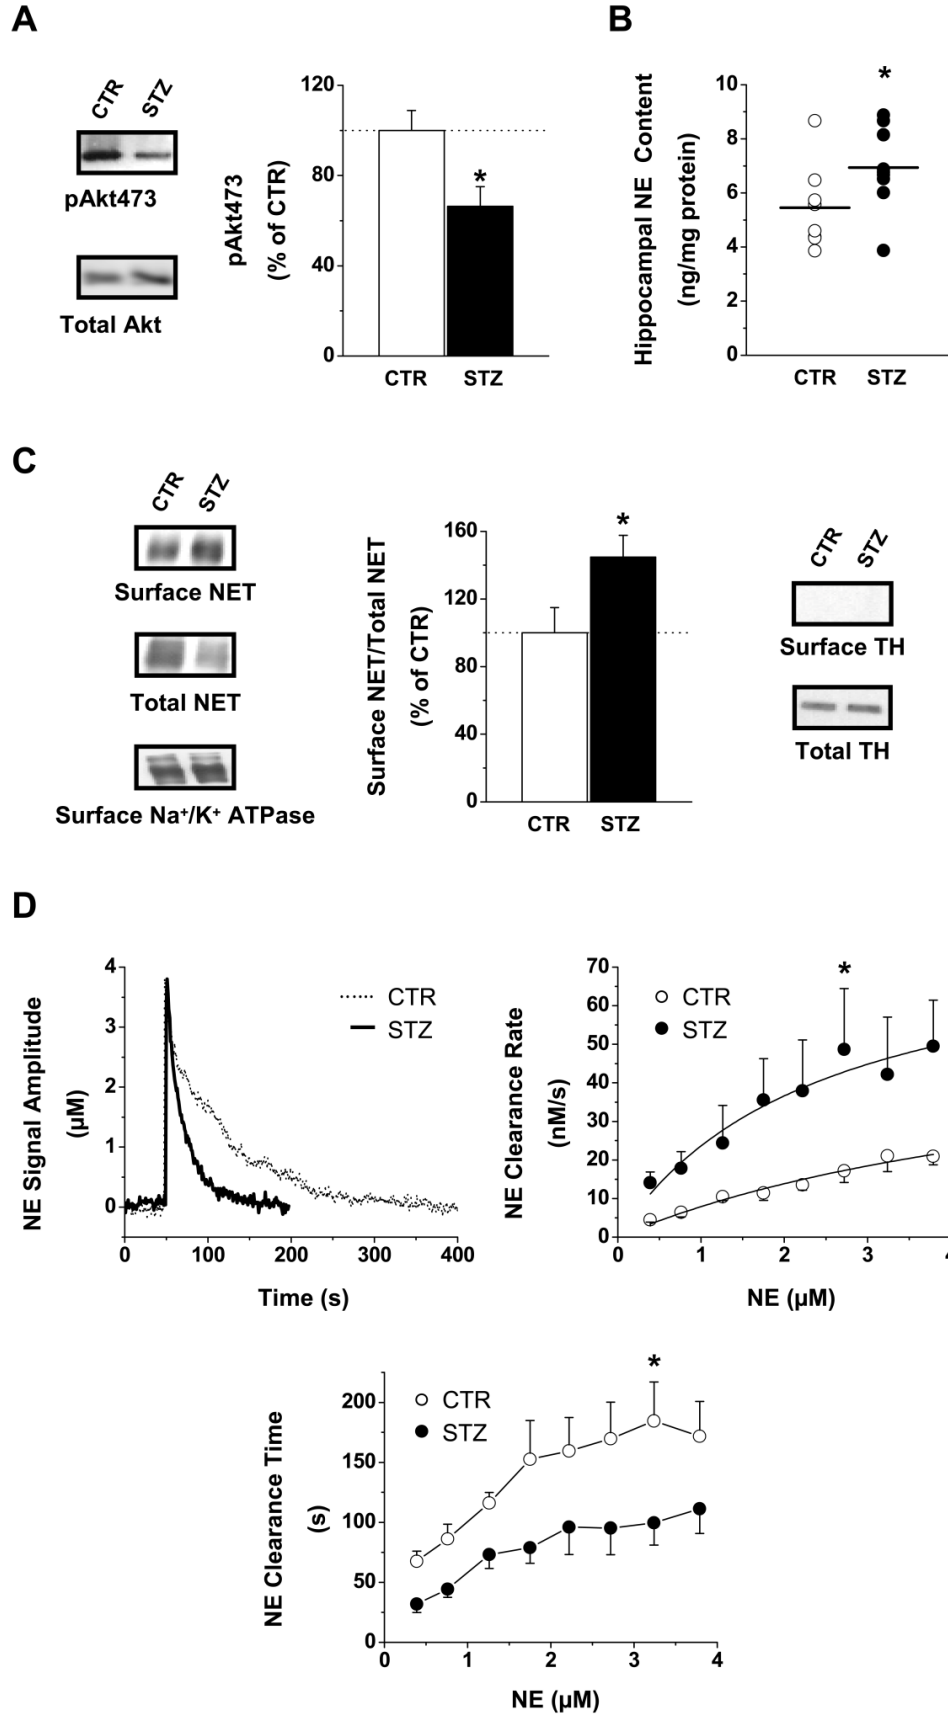 A
CTR STZ
pAkt473
Total Akt
pAkt473
(% of CTR)
120
80
40
0
*
CTR STZ
B
Hippocampal NE Content
(ng/mg protein)
10
8
6
4
2
0
*
CTR STZ
C
CTR STZ
Surface NET
Total NET
Surface Na⁺/K⁺ ATPase
Surface NET/Total NET
(% of CTR)
160
120
80
40
0
*
CTR STZ
CTR STZ
Surface TH
Total TH
D
NE Signal Amplitude
(µM)
4
3
2
1
0
CTR
STZ
0 100 200 300 400
Time (s)
NE Clearance Rate
(nM/s)
70
60
50
40
30
20
10
0
*
CTR
STZ
0 1 2 3 4
NE (µM)
NE Clearance Time
(s)
200
150
100
50
0
*
CTR
STZ
0 1 2 3 4
NE (µM)